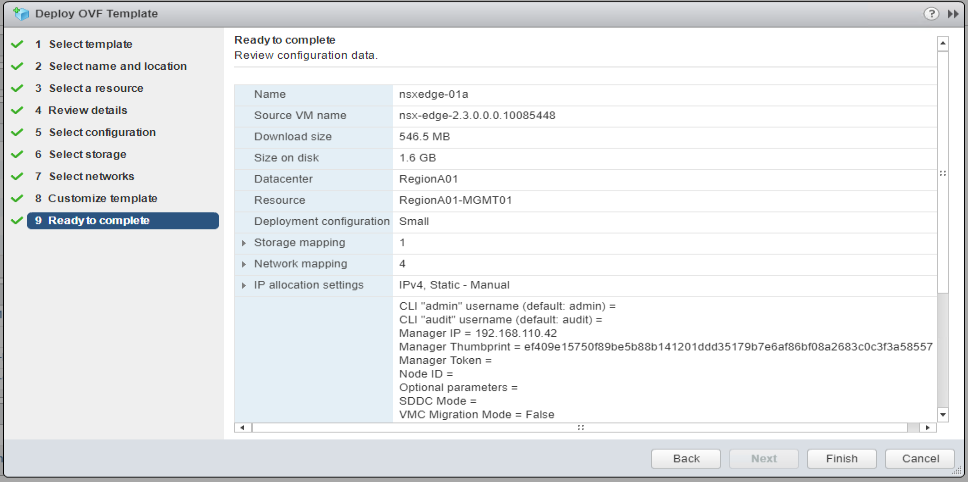 Deploy OVF Template
1 Select template
2 Select name and location
3 Select a resource
4 Review details
5 Select configuration
6 Select storage
7 Select networks
8 Customize template
9 Ready to complete
Ready to complete
Review configuration data.
Name nsxedge-01a
Source VM name nsx-edge-2.3.0.0.0.10085448
Download size 546.5 MB
Size on disk 1.6 GB
Datacenter RegionA01
Resource RegionA01-MGMT01
Deployment configuration Small
Storage mapping 1
Network mapping 4
IP allocation settings IPv4, Static - Manual
CLI "admin" username (default: admin) =
CLI "audit" username (default: audit) =
Manager IP = 192.168.110.42
Manager Thumbprint = ef409e15750f89be5b88b141201ddd35179b7e6af86bf08a2683c0c3f3a58557
Manager Token =
Node ID =
Optional parameters =
SDDC Mode =
VMC Migration Mode = False
Back Next Finish Cancel